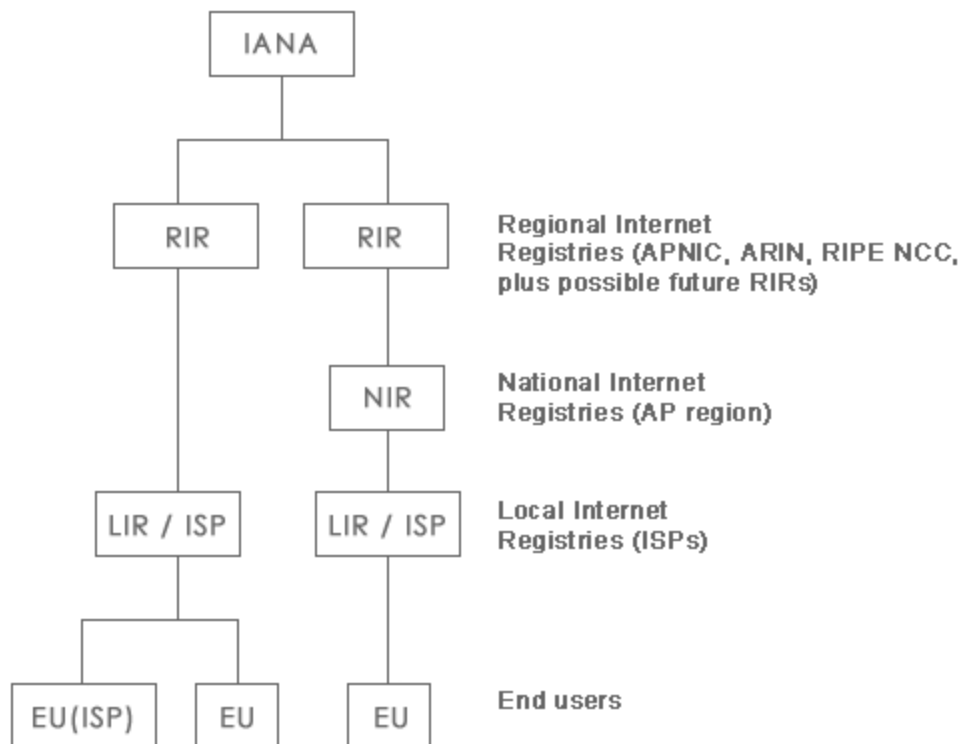 IANA
RIR
RIR
Regional Internet
Registries (APNIC, ARIN, RIPE NCC,
plus possible future RIRs)
NIR
National Internet
Registries (AP region)
LIR / ISP
LIR / ISP
Local Internet
Registries (ISPs)
EU(ISP)
EU
EU
End users